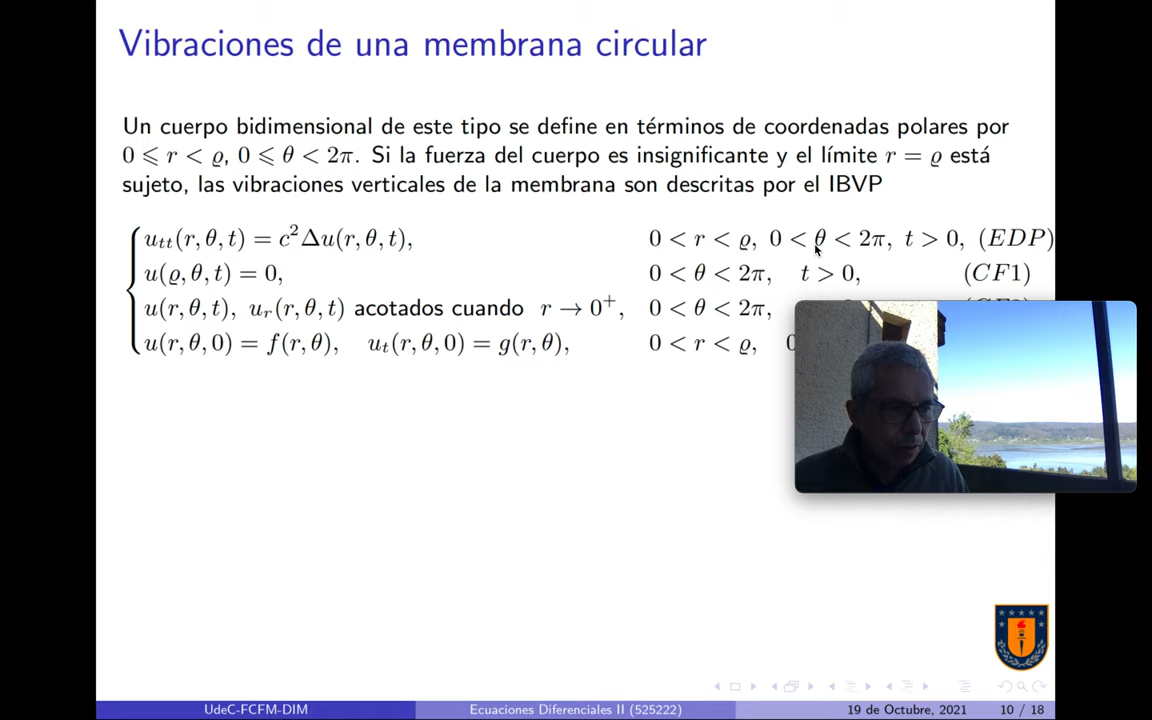 Vibraciones de una membrana circular
Un cuerpo bidimensional de este tipo se define en términos de coordenadas polares por
0 ⩽ r < ϱ, 0 ⩽ θ < 2π. Si la fuerza del cuerpo es insignificante y el límite r = ϱ está
sujeto, las vibraciones verticales de la membrana son descritas por el IBVP
u_tt(r, θ, t) = c²Δu(r, θ, t), 0 < r < ϱ, 0 < θ < 2π, t > 0, (EDP)
u(ϱ, θ, t) = 0, 0 < θ < 2π, t > 0, (CF1)
u(r, θ, t), u_r(r, θ, t) acotados cuando r → 0⁺, 0 < θ < 2π,
u(r, θ, 0) = f(r, θ), u_t(r, θ, 0) = g(r, θ), 0 < r < ϱ, 0
UdeC-FCFM-DIM Ecuaciones Diferenciales II (525222) 19 de Octubre, 2021 10 / 18